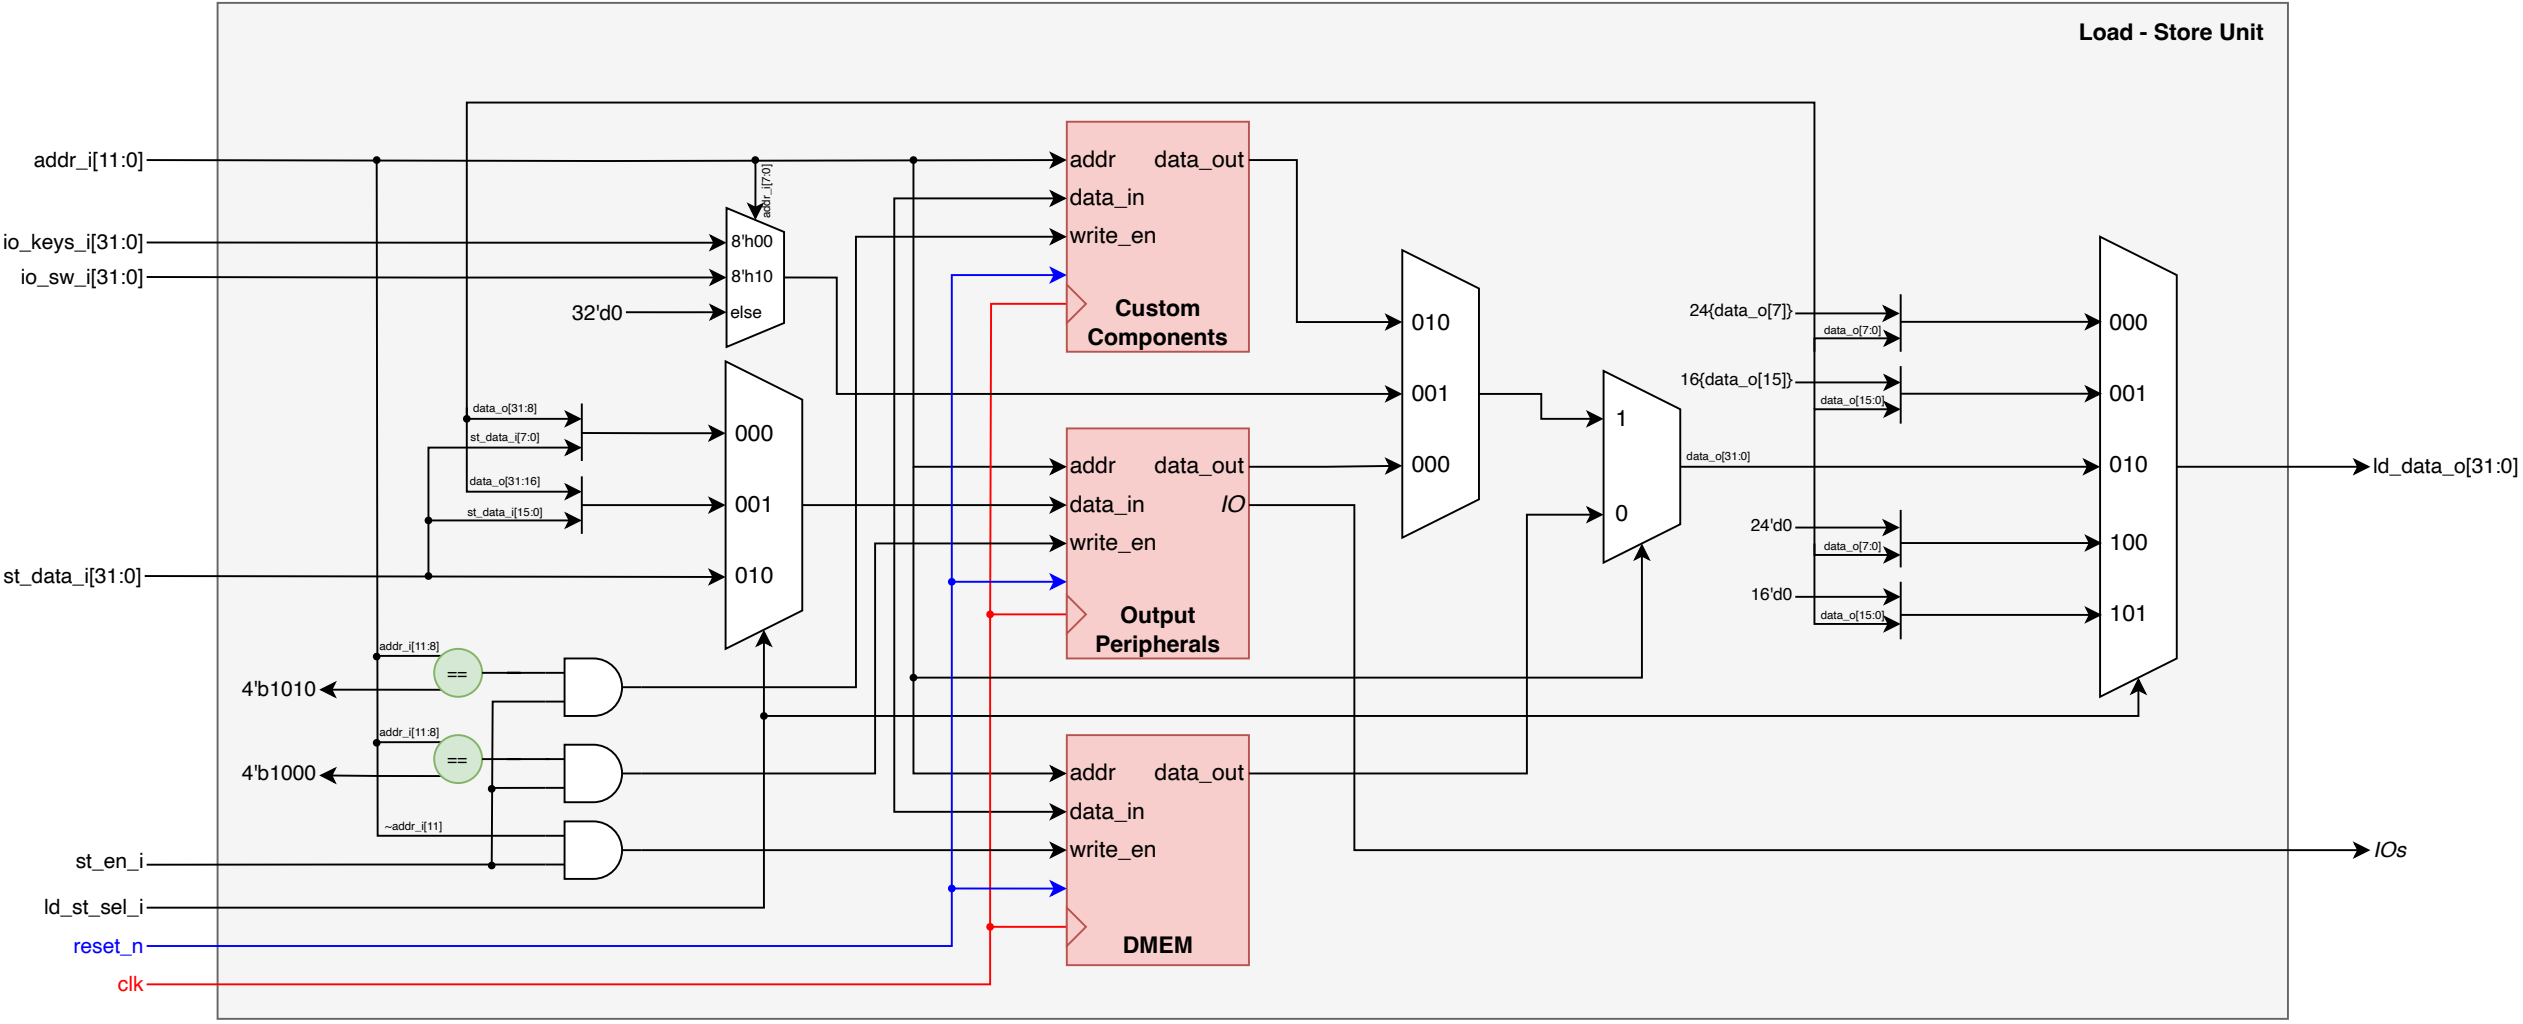 Load - Store Unit
addr_i[11:0]
io_keys_i[31:0]
io_sw_i[31:0]
st_data_i[31:0]
st_en_i
ld_st_sel_i
reset_n
clk
addr_i[7:0]
8'h00
8'h10
else
32'd0
data_o[31:8]
st_data_i[7:0]
data_o[31:16]
st_data_i[15:0]
000
001
010
addr_i[11:8]
==
4'b1010
addr_i[11:8]
==
4'b1000
~addr_i[11]
addr data_out
data_in
write_en
Custom
Components
addr data_out
data_in IO
write_en
Output
Peripherals
addr data_out
data_in
write_en
DMEM
010
001
000
1
0
data_o[31:0]
24{data_o[7]}
data_o[7:0]
16{data_o[15]}
data_o[15:0]
24'd0
data_o[7:0]
16'd0
data_o[15:0]
000
001
010
100
101
ld_data_o[31:0]
IOs